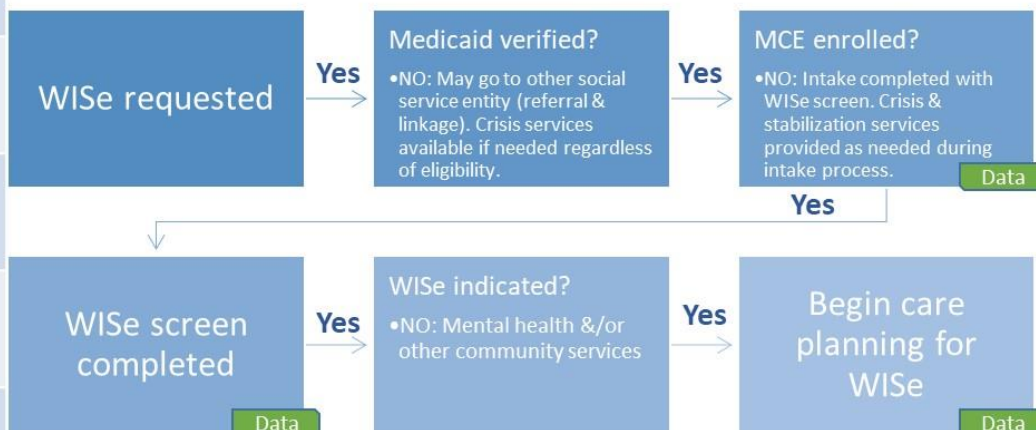 WISe requested
Yes
Medicaid verified?
•NO: May go to other social
service entity (referral &
linkage). Crisis services
available if needed regardless
of eligibility.
Yes
MCE enrolled?
•NO: Intake completed with
WISe screen. Crisis &
stabilization services
provided as needed during
intake process.
Data
Yes
WISe screen
completed
Data
Yes
WISe indicated?
•NO: Mental health &/or
other community services
Yes
Begin care
planning for
WISe
Data